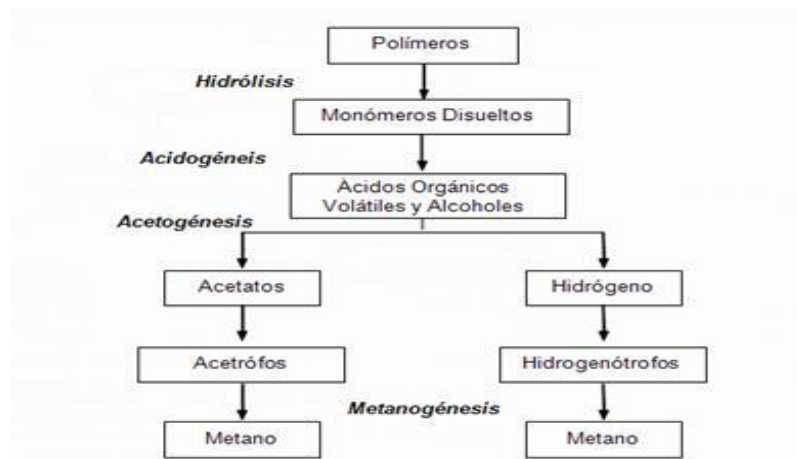 Polímeros
Hidrólisis
Monómeros Disueltos
Acidogéneis
Àcidos Orgánicos
Volátiles y Alcoholes
Acetogénesis
Acetatos
Hidrógeno
Acetrófos
Hidrogenótrofos
Metanogénesis
Metano
Metano